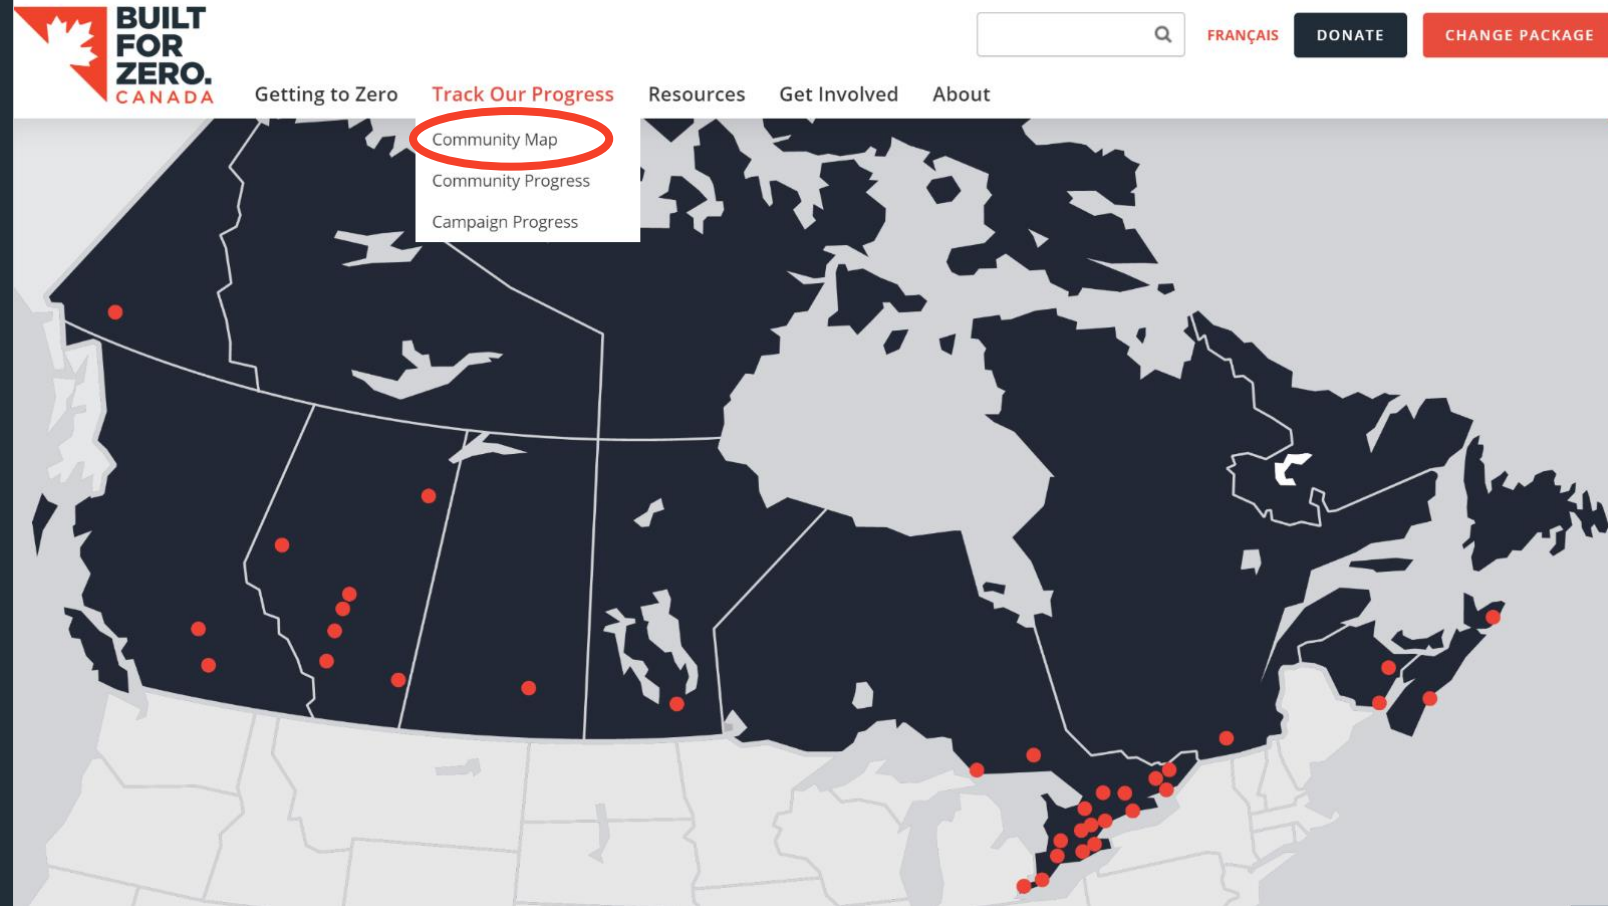 BUILT
FOR
ZERO.
CANADA
FRANÇAIS
DONATE
CHANGE PACKAGE
Getting to Zero
Track Our Progress
Resources
Get Involved
About
Community Map
Community Progress
Campaign Progress